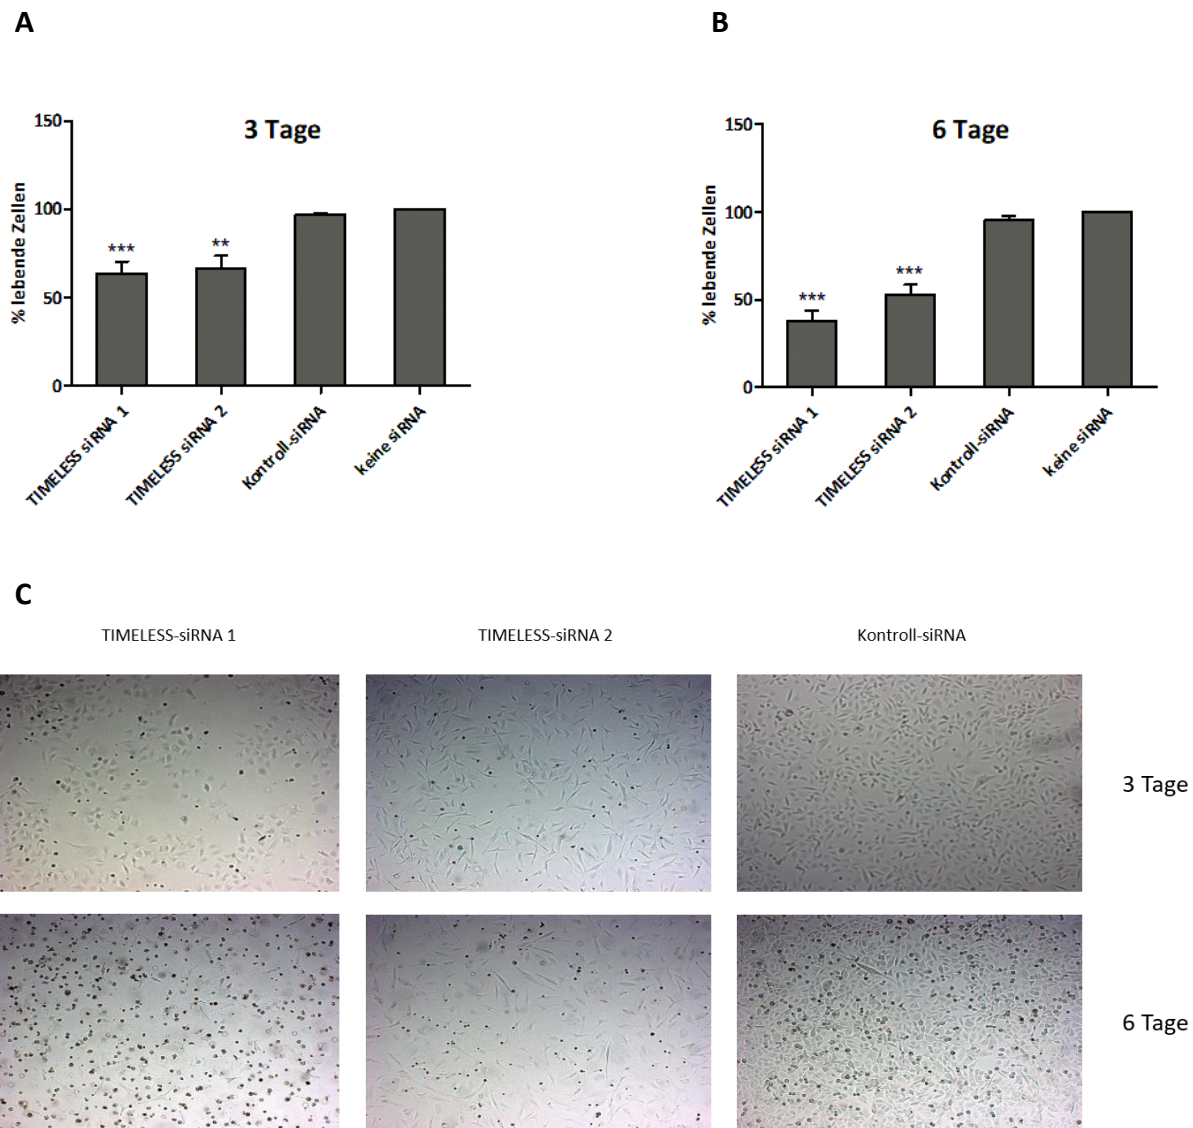 A
B
3 Tage
% lebende Zellen
150
100
50
0
***
**
TIMELESS siRNA 1
TIMELESS siRNA 2
Kontroll-siRNA
keine siRNA
6 Tage
% lebende Zellen
150
100
50
0
***
***
TIMELESS siRNA 1
TIMELESS siRNA 2
Kontroll-siRNA
keine siRNA
C
TIMELESS-siRNA 1
TIMELESS-siRNA 2
Kontroll-siRNA
3 Tage
6 Tage